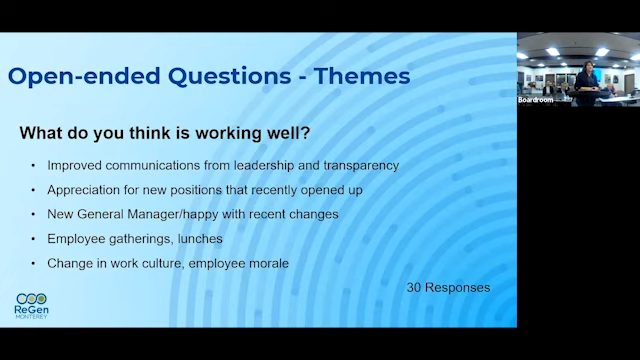 Open-ended Questions - Themes
What do you think is working well?
• Improved communications from leadership and transparency
• Appreciation for new positions that recently opened up
• New General Manager/happy with recent changes
• Employee gatherings, lunches
• Change in work culture, employee morale
30 Responses
ReGen
MONTEREY
Boardroom